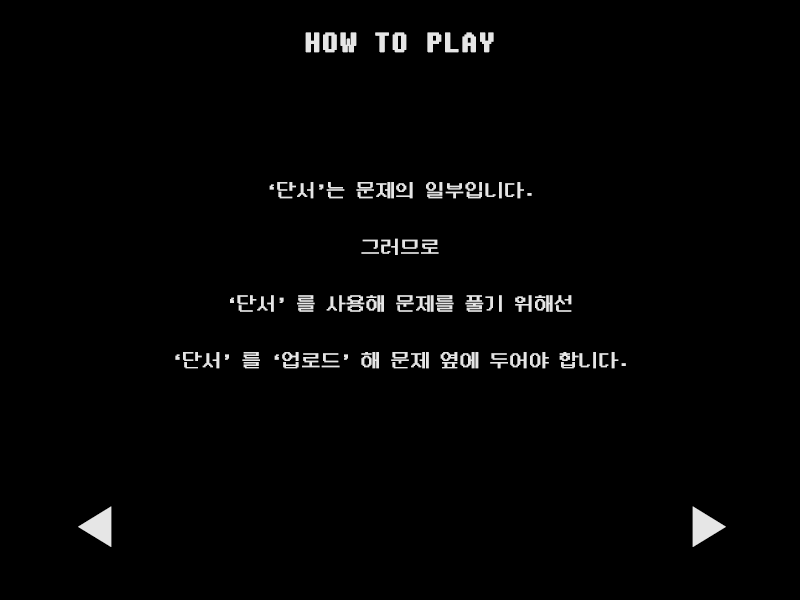 HOW TO PLAY
‘단서’는 문제의 일부입니다.
그러므로
‘단서’ 를 사용해 문제를 풀기 위해선
‘단서’ 를 ‘업로드’ 해 문제 옆에 두어야 합니다.